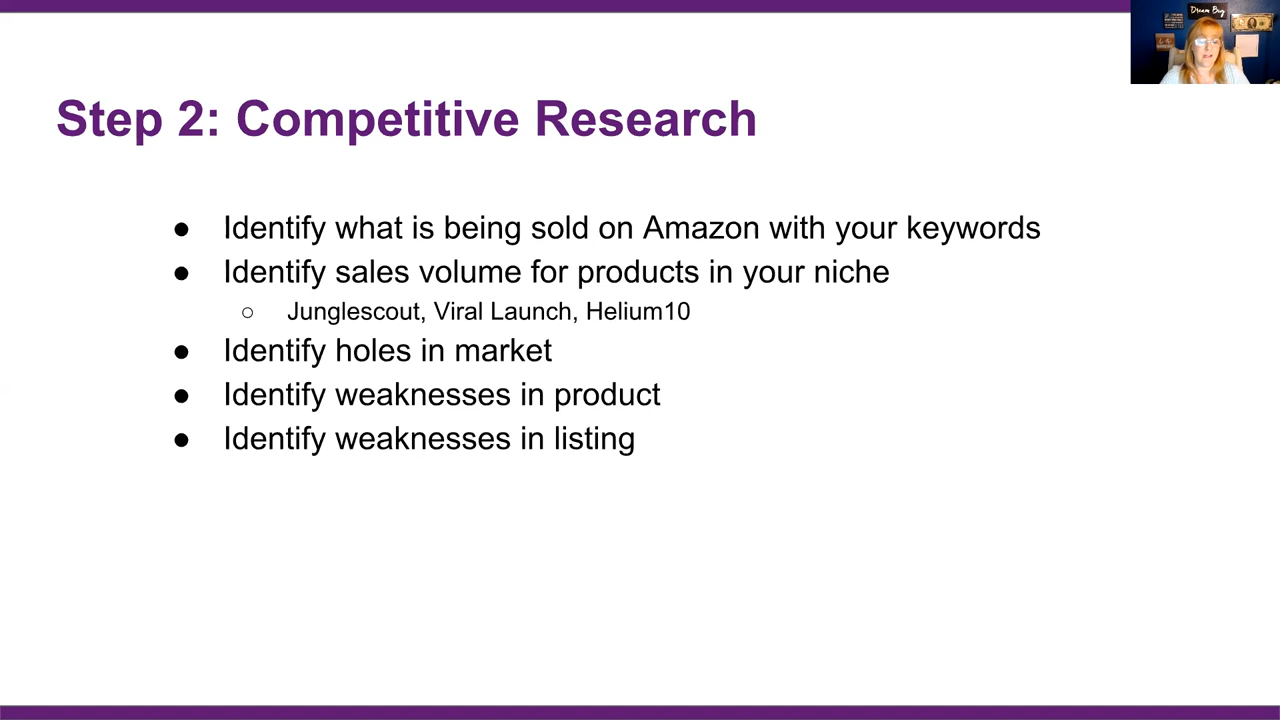 Dream Big
Step 2: Competitive Research
● Identify what is being sold on Amazon with your keywords
● Identify sales volume for products in your niche
○ Junglescout, Viral Launch, Helium10
● Identify holes in market
● Identify weaknesses in product
● Identify weaknesses in listing